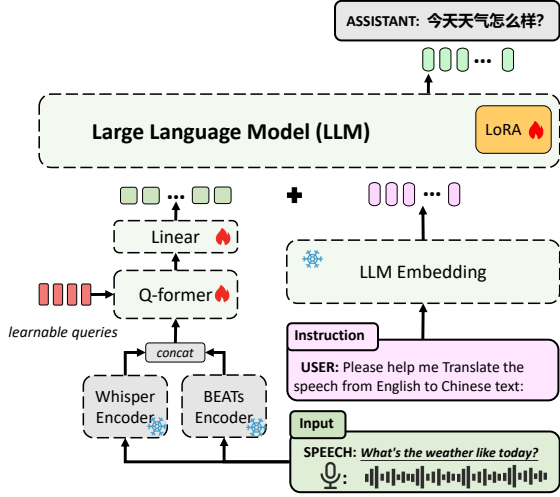 ASSISTANT: 今天天气怎么样?
Large Language Model (LLM)
LoRA
Linear
Q-former
learnable queries
concat
Whisper
Encoder
BEATs
Encoder
LLM Embedding
Instruction
USER: Please help me Translate the
speech from English to Chinese text:
Input
SPEECH: What's the weather like today?
: